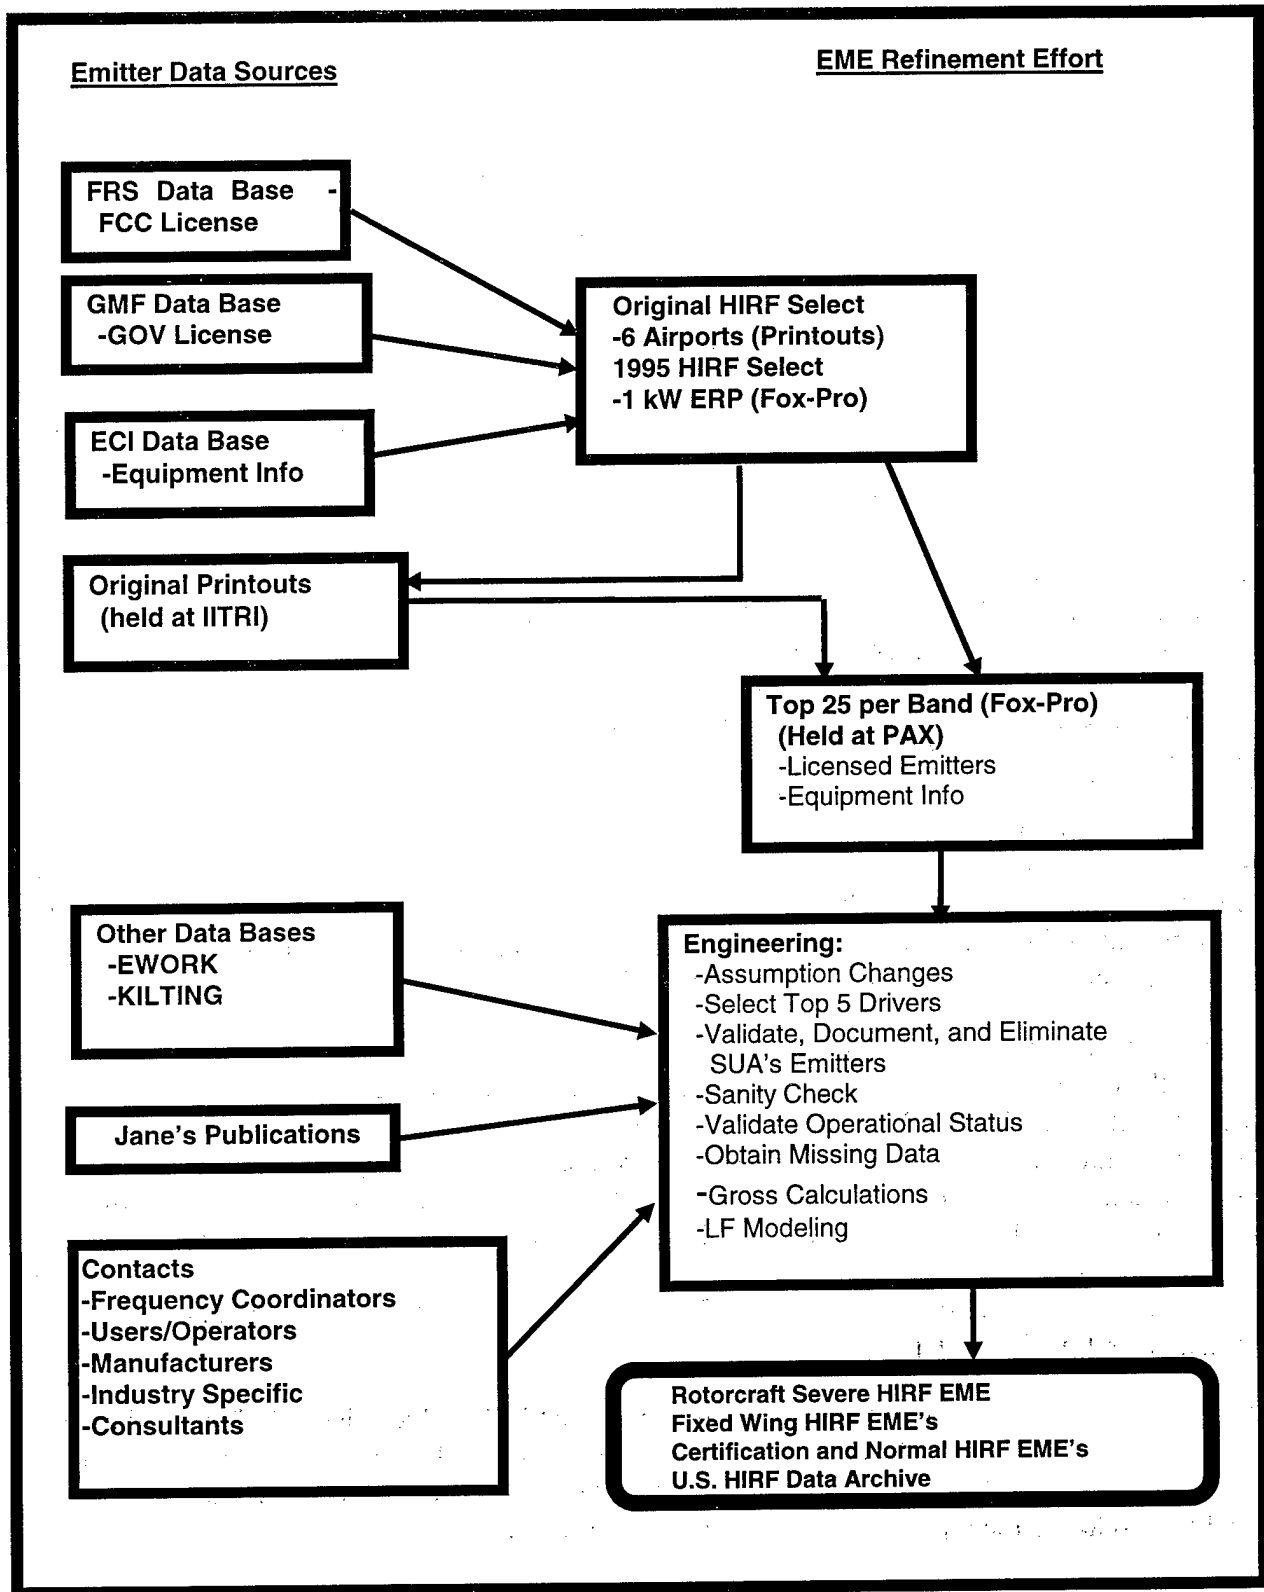 Emitter Data Sources
EME Refinement Effort
FRS Data Base -
FCC License
GMF Data Base
-GOV License
ECI Data Base
-Equipment Info
Original HIRF Select
-6 Airports (Printouts)
1995 HIRF Select
-1 kW ERP (Fox-Pro)
Original Printouts
(held at IITRI)
Top 25 per Band (Fox-Pro)
(Held at PAX)
-Licensed Emitters
-Equipment Info
Other Data Bases
-EWORK
-KILTING
Jane's Publications
Contacts
-Frequency Coordinators
-Users/Operators
-Manufacturers
-Industry Specific
-Consultants
Engineering:
-Assumption Changes
-Select Top 5 Drivers
-Validate, Document, and Eliminate
SUA's Emitters
-Sanity Check
-Validate Operational Status
-Obtain Missing Data
-Gross Calculations
-LF Modeling
Rotorcraft Severe HIRF EME
Fixed Wing HIRF EME's
Certification and Normal HIRF EME's
U.S. HIRF Data Archive